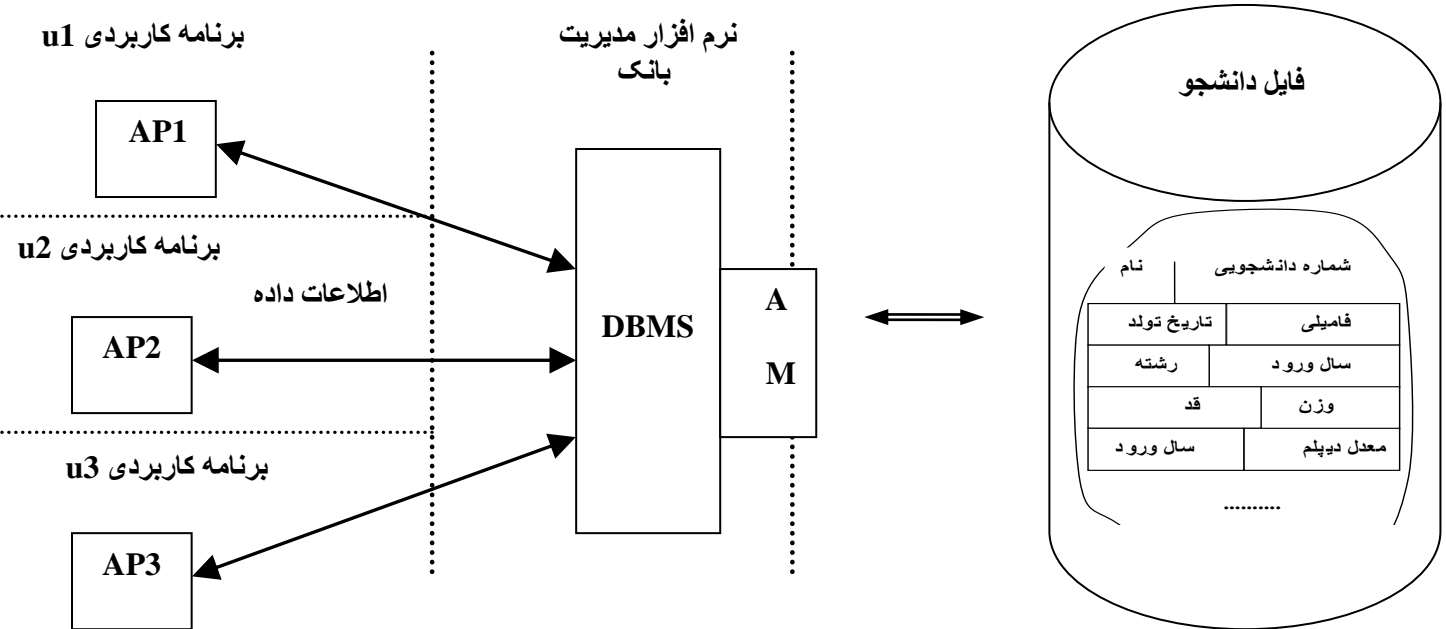 برنامه کاربردی u1
AP1
برنامه کاربردی u2
اطلاعات داده
AP2
برنامه کاربردی u3
AP3
نرم افزار مدیریت
بانک
DBMS
A
M
فایل دانشجو
شماره دانشجویی نام
فامیلی تاریخ تولد
سال ورود رشته
وزن قد
معدل دیپلم سال ورود
..........